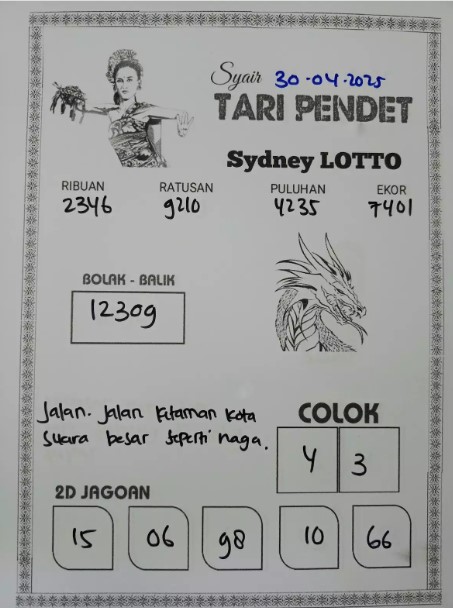 Syair 30-04-2025
TARI PENDET
Sydney LOTTO
RIBUAN RATUSAN PULUHAN EKOR
2346 9210 4235 7401
BOLAK - BALIK
12309
Jalan-Jalan Ketaman Kota
Suara besar seperti naga.
COLOK
4 3
2D JAGOAN
15 06 98 10 66